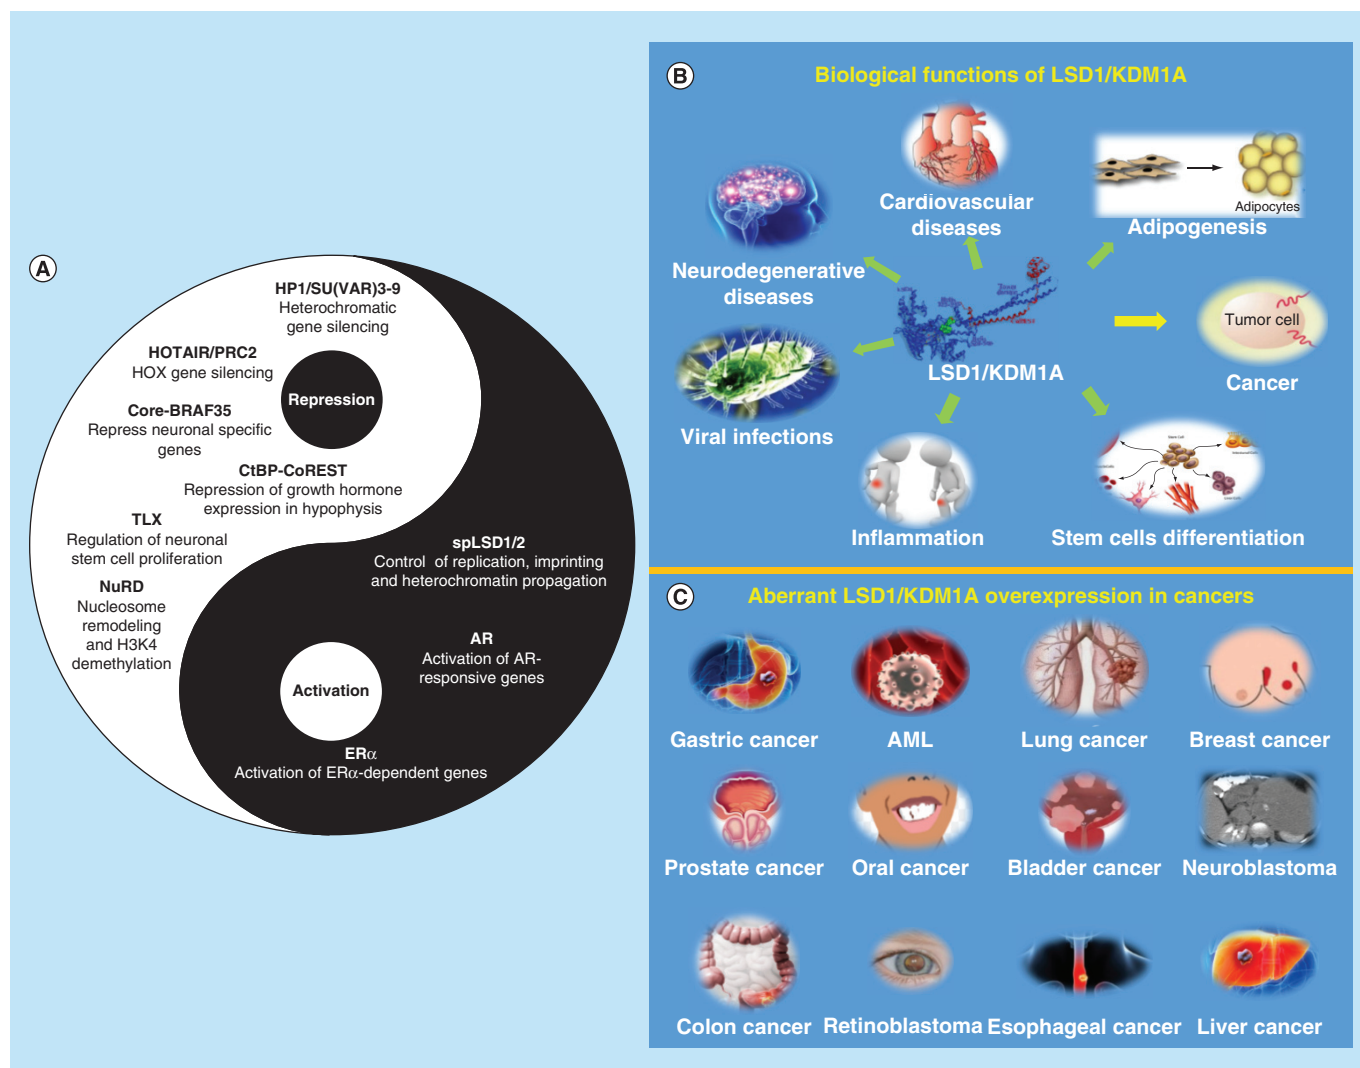 A
HP1/SU(VAR)3-9
Heterochromatic
gene silencing
HOTAIR/PRC2
HOX gene silencing
Repression
Core-BRAF35
Repress neuronal specific
genes
CtBP-CoREST
Repression of growth hormone
expression in hypophysis
TLX
Regulation of neuronal
stem cell proliferation
NuRD
Nucleosome
remodeling
and H3K4
demethylation
spLSD1/2
Control of replication, imprinting
and heterochromatin propagation
AR
Activation of AR-
responsive genes
Activation
ERα
Activation of ERα-dependent genes
B
Biological functions of LSD1/KDM1A
Cardiovascular
diseases
Adipocytes
Adipogenesis
Neurodegenerative
diseases
Tumor cell
Cancer
LSD1/KDM1A
Viral infections
Stem Cell
Inflammation
Stem cells differentiation
C
Aberrant LSD1/KDM1A overexpression in cancers
Gastric cancer
AML
Lung cancer
Breast cancer
Prostate cancer
Oral cancer
Bladder cancer
Neuroblastoma
Colon cancer
Retinoblastoma
Esophageal cancer
Liver cancer